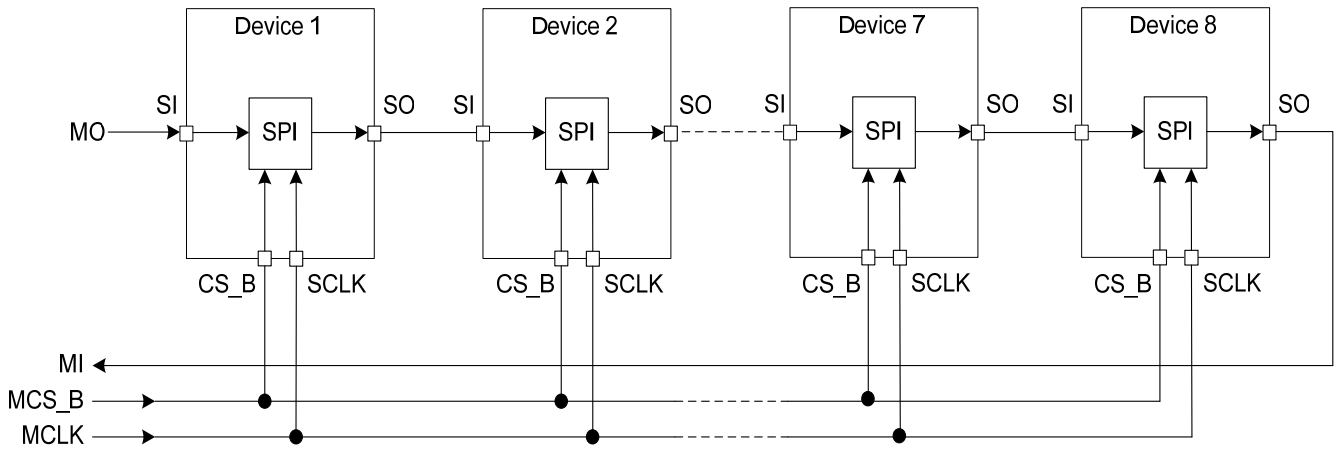 Device 1 Device 2 Device 7 Device 8
SI SO SI SO SI SO SI SO
MO SPI SPI SPI SPI
CS_B SCLK CS_B SCLK CS_B SCLK CS_B SCLK
MI
MCS_B
MCLK